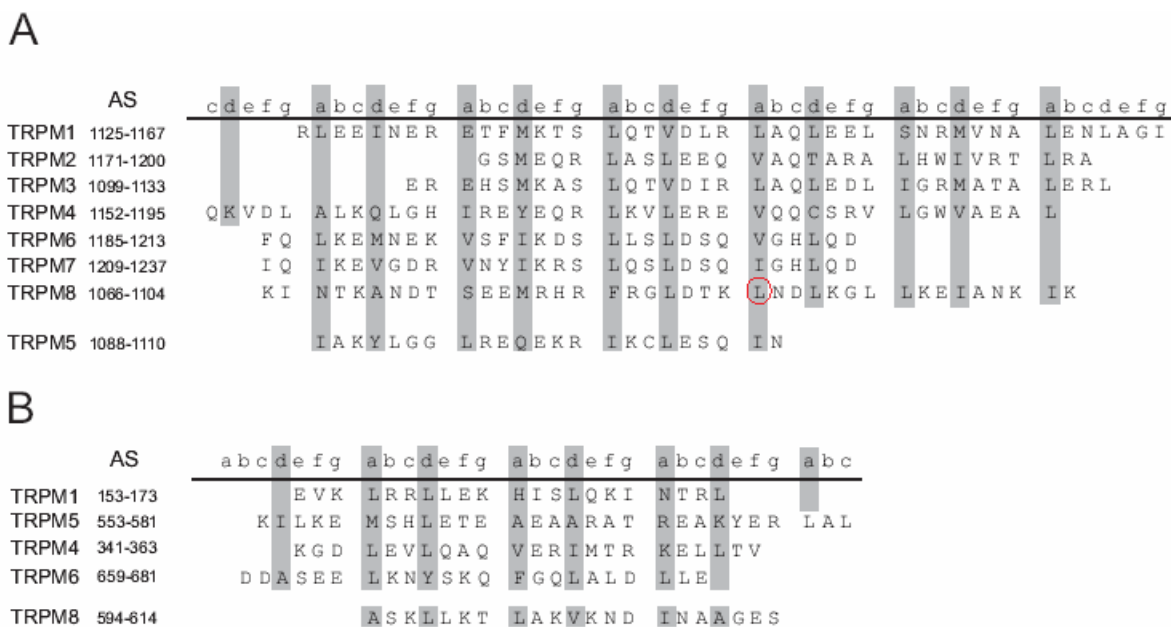 A
AS c d e f g a b c d e f g a b c d e f g a b c d e f g a b c d e f g a b c d e f g a b c d e f g
TRPM1 1125-1167 R L E E I N E R E T F M K T S L Q T V D L R L A Q L E E L S N R M V N A L E N L A G I
TRPM2 1171-1200 G S M E Q R L A S L E E Q V A Q T A R A L H W I V R T L R A
TRPM3 1099-1133 E R E H S M K A S L Q T V D I R L A Q L E D L I G R M A T A L E R L
TRPM4 1152-1195 Q K V D L A L K Q L G H I R E Y E Q R L K V L E R E V Q Q C S R V L G W V A E A L
TRPM6 1185-1213 F Q L K E M N E K V S F I K D S L L S L D S Q V G H L Q D
TRPM7 1209-1237 I Q I K E V G D R V N Y I K R S L Q S L D S Q I G H L Q D
TRPM8 1066-1104 K I N T K A N D T S E E M R H R F R G L D T K L N D L K G L L K E I A N K I K
TRPM5 1088-1110 I A K Y L G G L R E Q E K R I K C L E S Q I N
B
AS a b c d e f g a b c d e f g a b c d e f g a b c d e f g a b c
TRPM1 153-173 E V K L R R L L E K H I S L Q K I N T R L
TRPM5 553-581 K I L K E M S H L E T E A E A A R A T R E A K Y E R L A L
TRPM4 341-363 K G D L E V L Q A Q V E R I M T R K E L L T V
TRPM6 659-681 D D A S E E L K N Y S K Q F G Q L A L D L L E
TRPM8 594-614 A S K L L K T L A K V K N D I N A A G E S